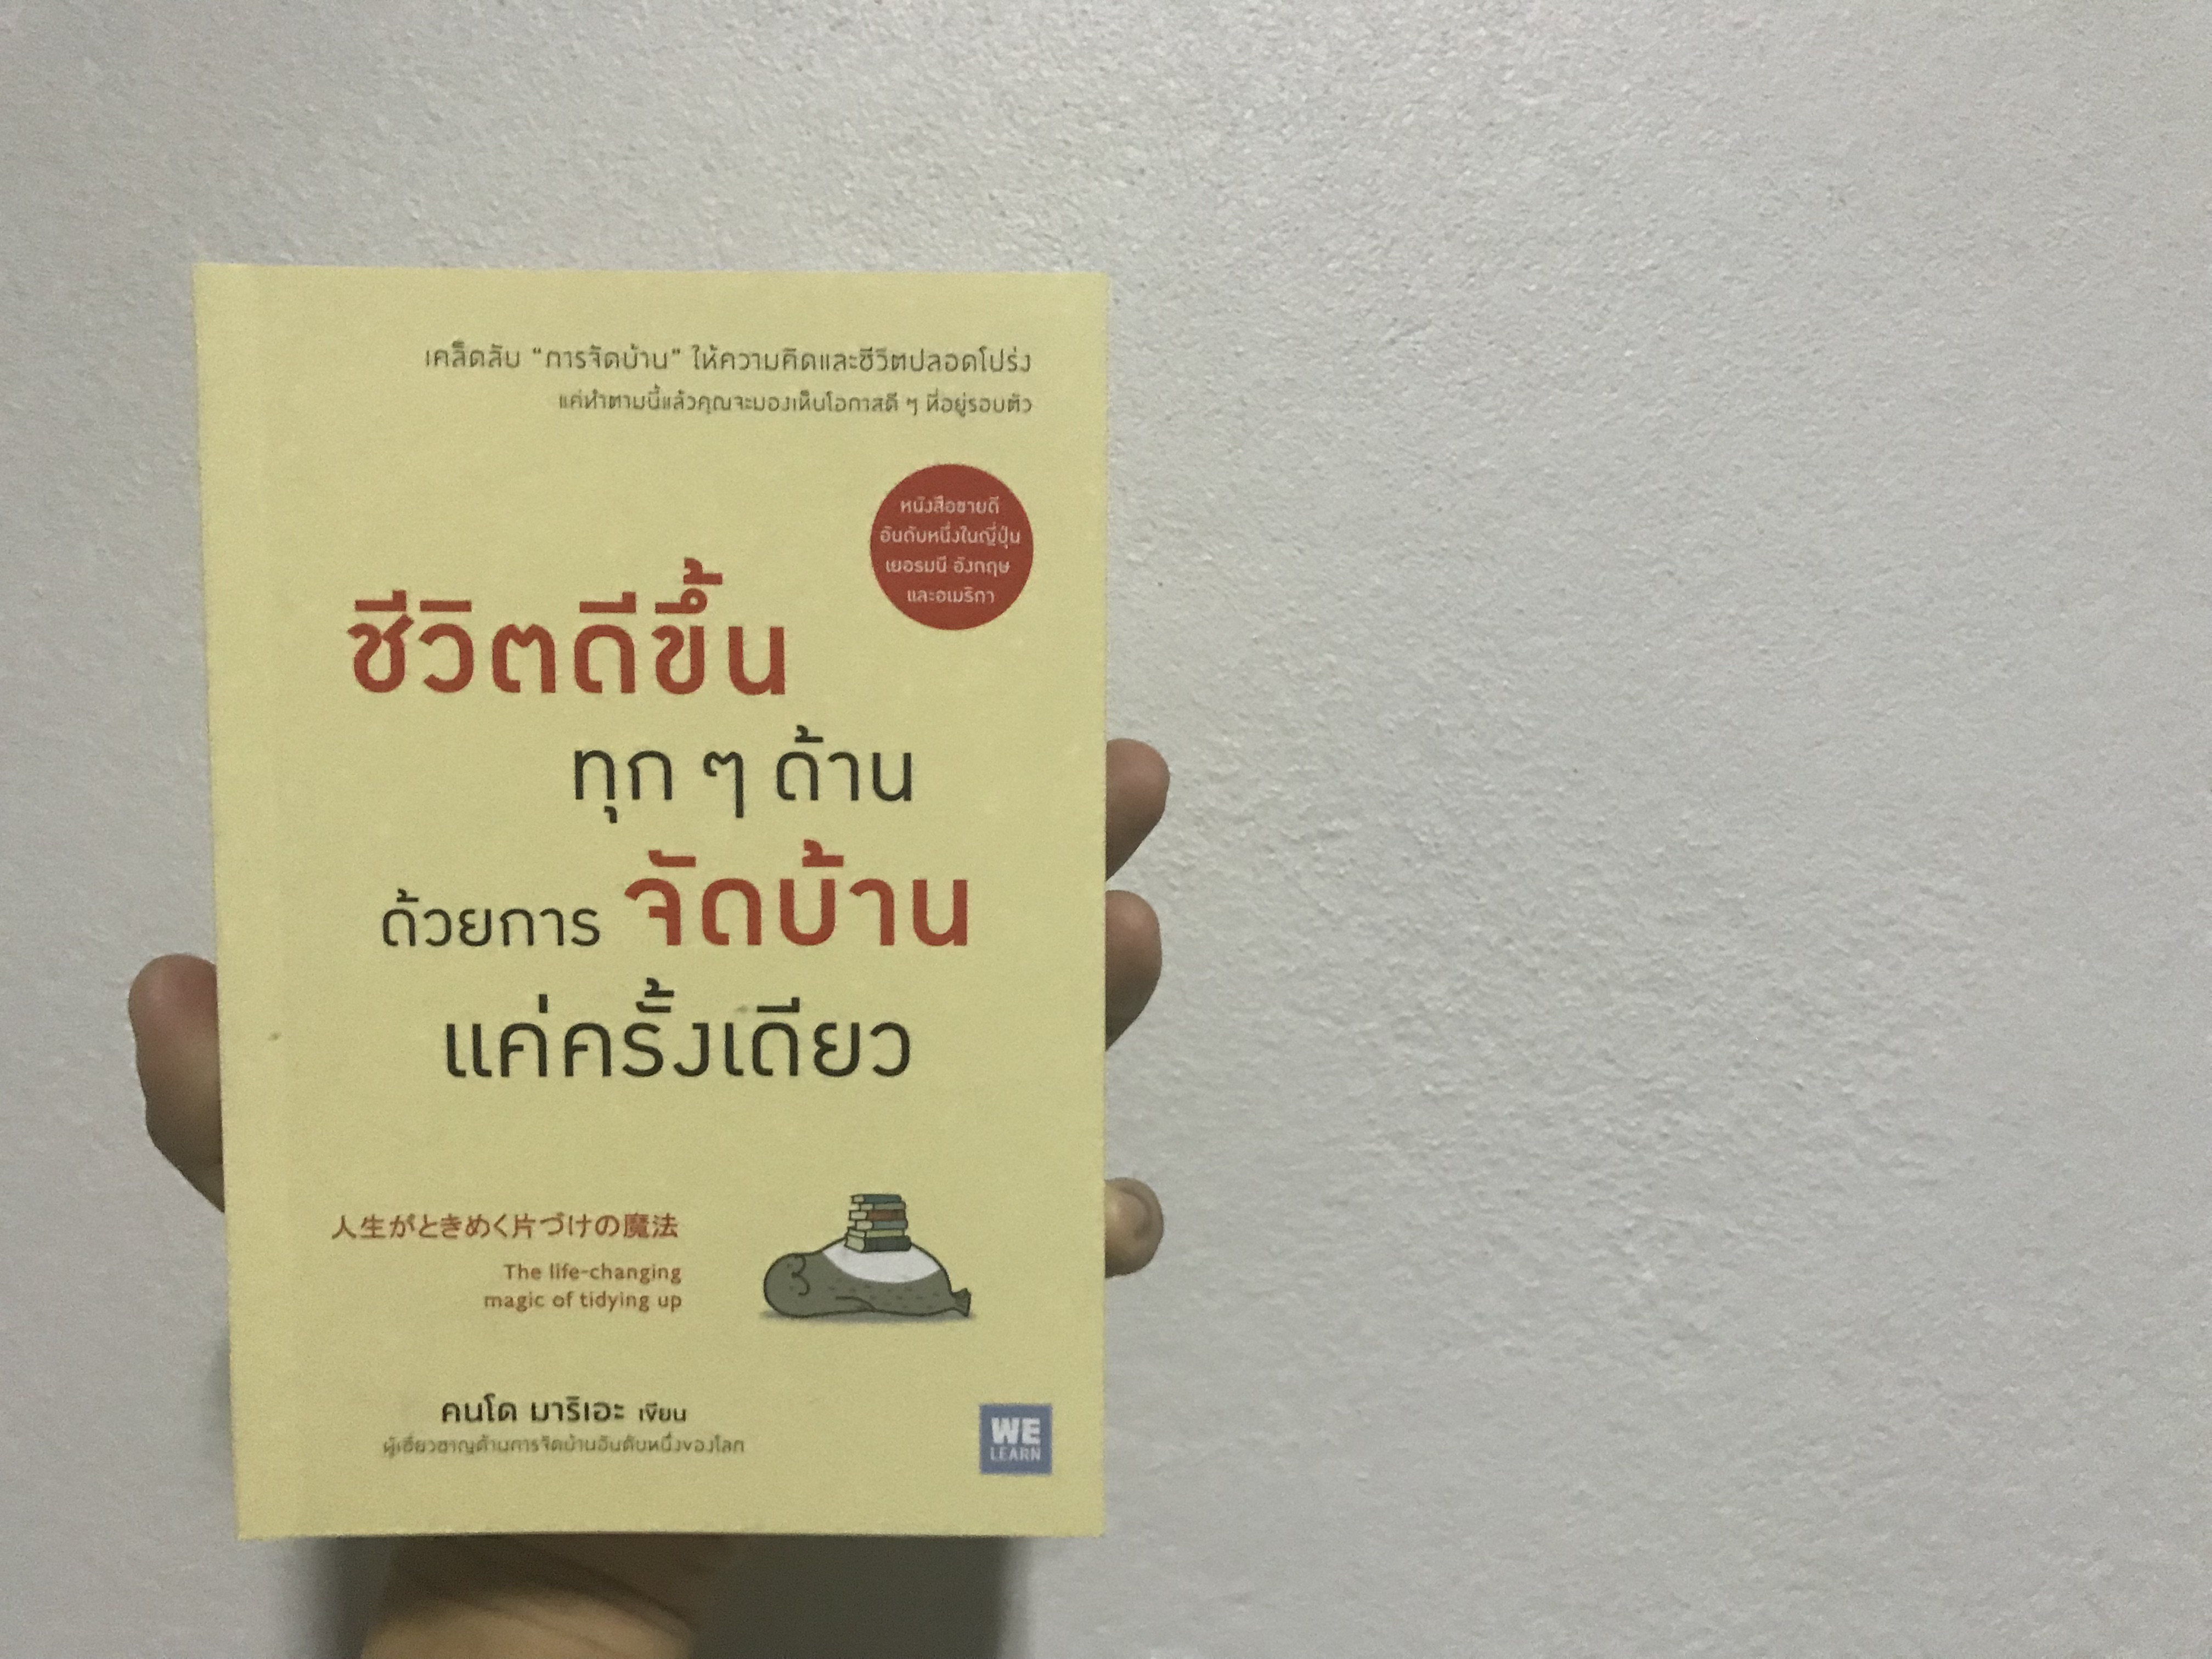 เคล็ดลับ “การจัดบ้าน” ให้ความคิดและชีวิตปลอดโปร่ง
แค่ทำตามนี้แล้วคุณจะมองเห็นโอกาสดี ๆ ที่อยู่รอบตัว
หนังสือขายดี
อันดับหนึ่งในญี่ปุ่น
เยอรมนี อังกฤษ
และอเมริกา
ชีวิตดีขึ้น
ทุก ๆ ด้าน
ด้วยการ จัดบ้าน
แค่ครั้งเดียว
人生がときめく片づけの魔法
The life-changing
magic of tidying up
คนโด มาริเอะ เขียน
ผู้เชี่ยวชาญด้านการจัดบ้านอันดับหนึ่งของโลก
WE
LEARN